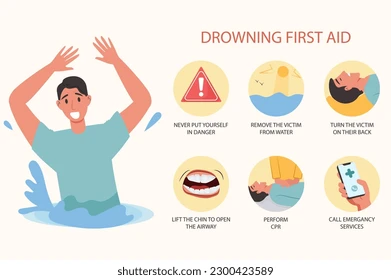 DROWNING FIRST AID
NEVER PUT YOURSELF
IN DANGER
REMOVE THE VICTIM
FROM WATER
TURN THE VICTIM
ON THEIR BACK
LIFT THE CHIN TO OPEN
THE AIRWAY
PERFORM
CPR
CALL EMERGANCY
SERVICES
shutterstock.com · 2300423589